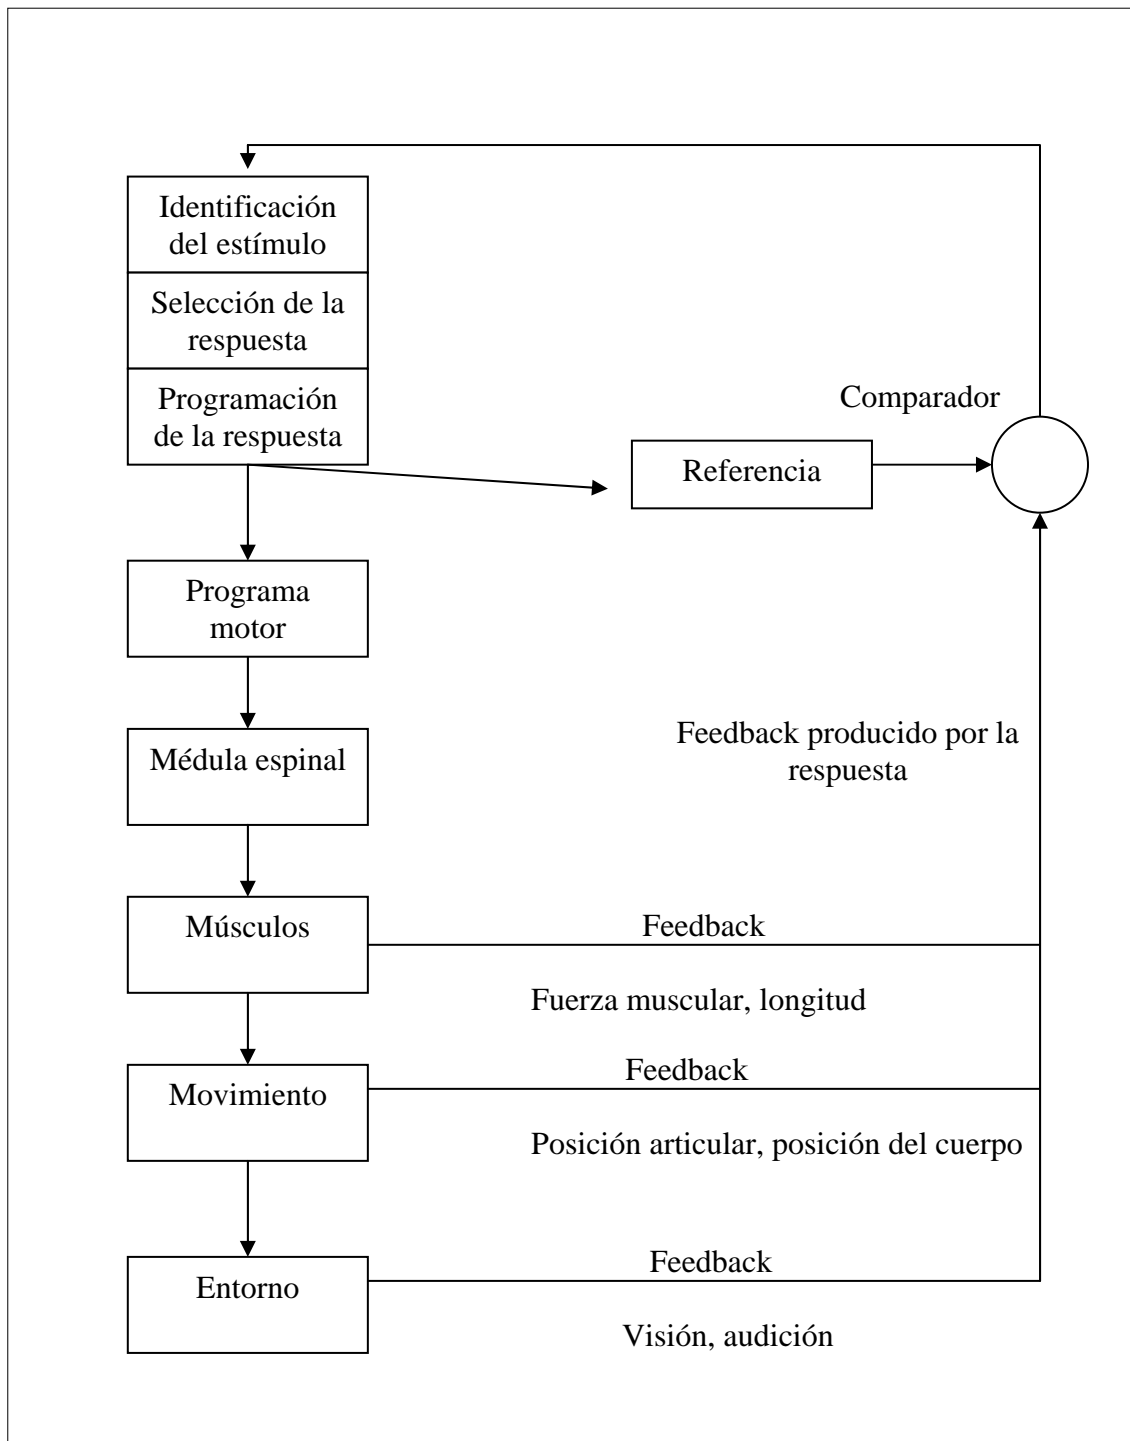 Identificación
del estímulo
Selección de la
respuesta
Programación
de la respuesta
Comparador
Referencia
Programa
motor
Médula espinal
Feedback producido por la
respuesta
Músculos
Feedback
Fuerza muscular, longitud
Movimiento
Feedback
Posición articular, posición del cuerpo
Entorno
Feedback
Visión, audición